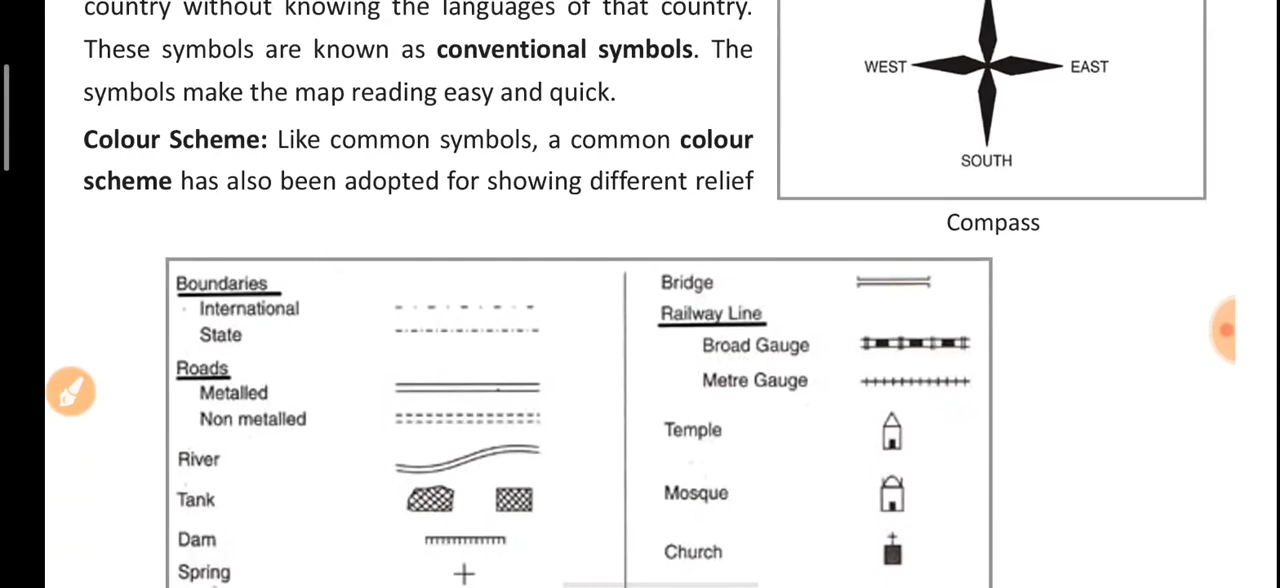 country without knowing the languages of that country.
These symbols are known as conventional symbols. The
symbols make the map reading easy and quick.
Colour Scheme: Like common symbols, a common colour
scheme has also been adopted for showing different relief
WEST
EAST
SOUTH
Compass
Boundaries
International
State
Roads
Metalled
Non metalled
River
Tank
Dam
Spring
Bridge
Railway Line
Broad Gauge
Metre Gauge
Temple
Mosque
Church